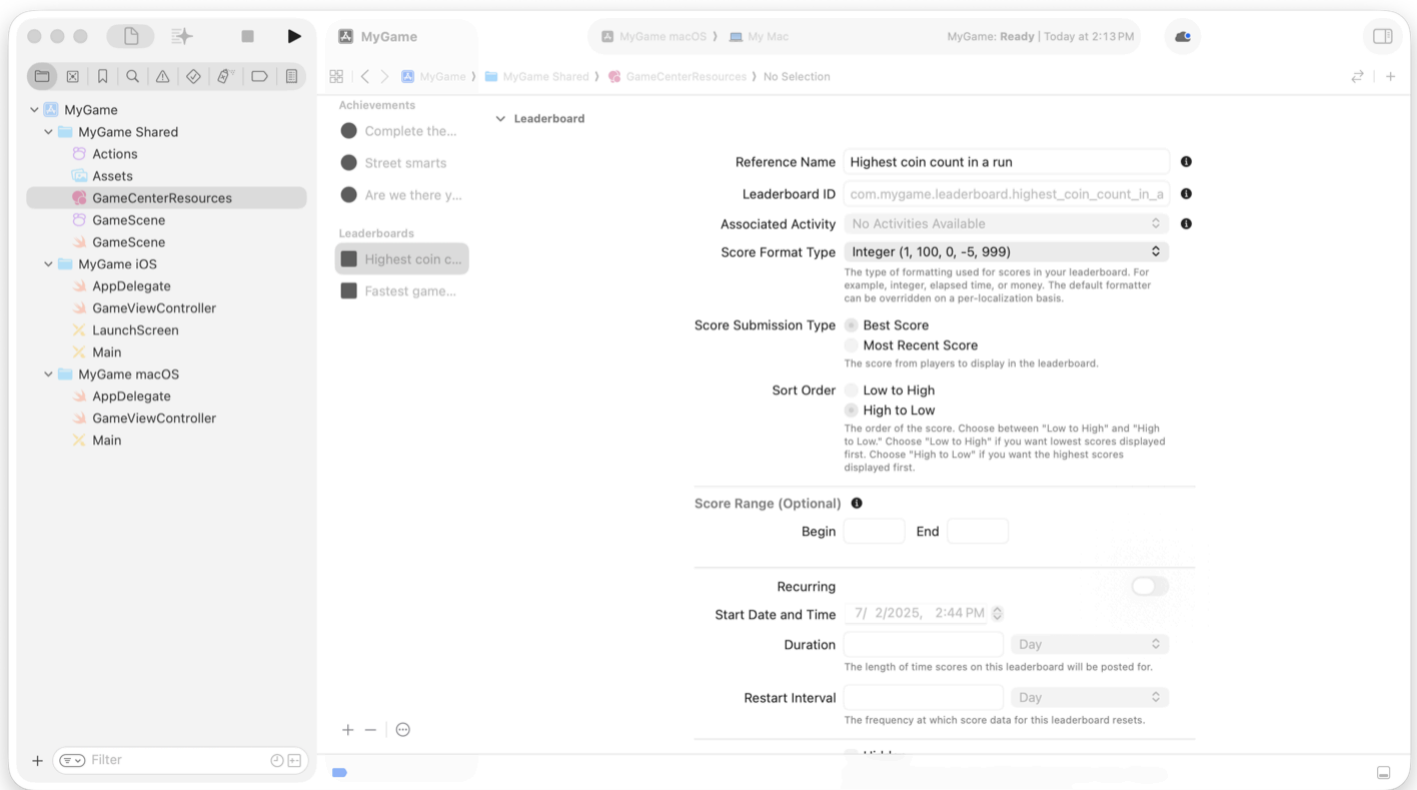 MyGame
MyGame macOS
My Mac
MyGame: Ready | Today at 2:13 PM
MyGame
MyGame Shared
GameCenterResources
No Selection
MyGame
MyGame Shared
Actions
Assets
GameCenterResources
GameScene
GameScene
MyGame iOS
AppDelegate
GameViewController
LaunchScreen
Main
MyGame macOS
AppDelegate
GameViewController
Main
Filter
Achievements
Complete the...
Street smarts
Are we there y...
Leaderboards
Highest coin c...
Fastest game...
Leaderboard
Reference Name Highest coin count in a run
Leaderboard ID com.mygame.leaderboard.highest_coin_count_in_a
Associated Activity No Activities Available
Score Format Type Integer (1, 100, 0, -5, 999)
The type of formatting used for scores in your leaderboard. For
example, integer, elapsed time, or money. The default formatter
can be overridden on a per-localization basis.
Score Submission Type Best Score
Most Recent Score
The score from players to display in the leaderboard.
Sort Order Low to High
High to Low
The order of the score. Choose between "Low to High" and "High
to Low." Choose "Low to High" if you want lowest scores displayed
first. Choose "High to Low" if you want the highest scores
displayed first.
Score Range (Optional)
Begin End
Recurring
Start Date and Time 7/ 2/2025, 2:44 PM
Duration Day
The length of time scores on this leaderboard will be posted for.
Restart Interval Day
The frequency at which score data for this leaderboard resets.